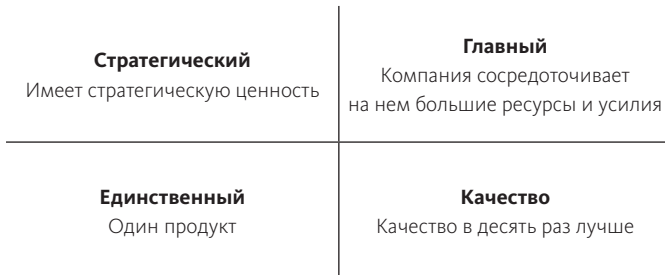 Стратегический
Имеет стратегическую ценность
Главный
Компания сосредоточивает
на нем большие ресурсы и усилия
Единственный
Один продукт
Качество
Качество в десять раз лучше